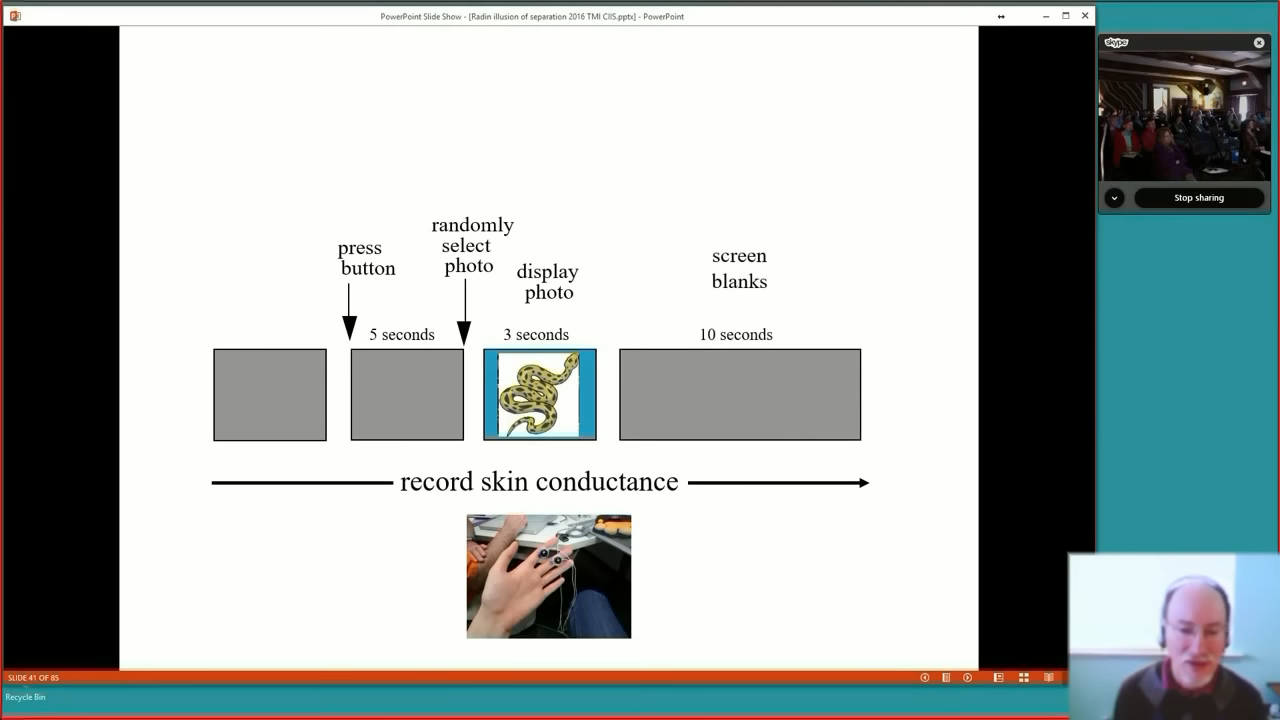 PowerPoint Slide Show - [Radin illusion of separation 2016 TMI CIIS.pptx] - PowerPoint
skype
Stop sharing
press
button
randomly
select
photo
display
photo
screen
blanks
5 seconds
3 seconds
10 seconds
record skin conductance
SLIDE 41 OF 85
Recycle Bin